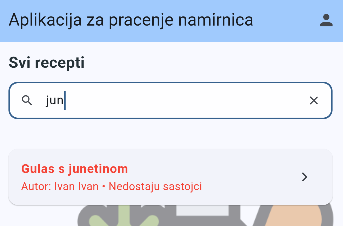 Aplikacija za pracenje namirnica
Svi recepti
jun
Gulas s junetinom
Autor: Ivan Ivan • Nedostaju sastojci